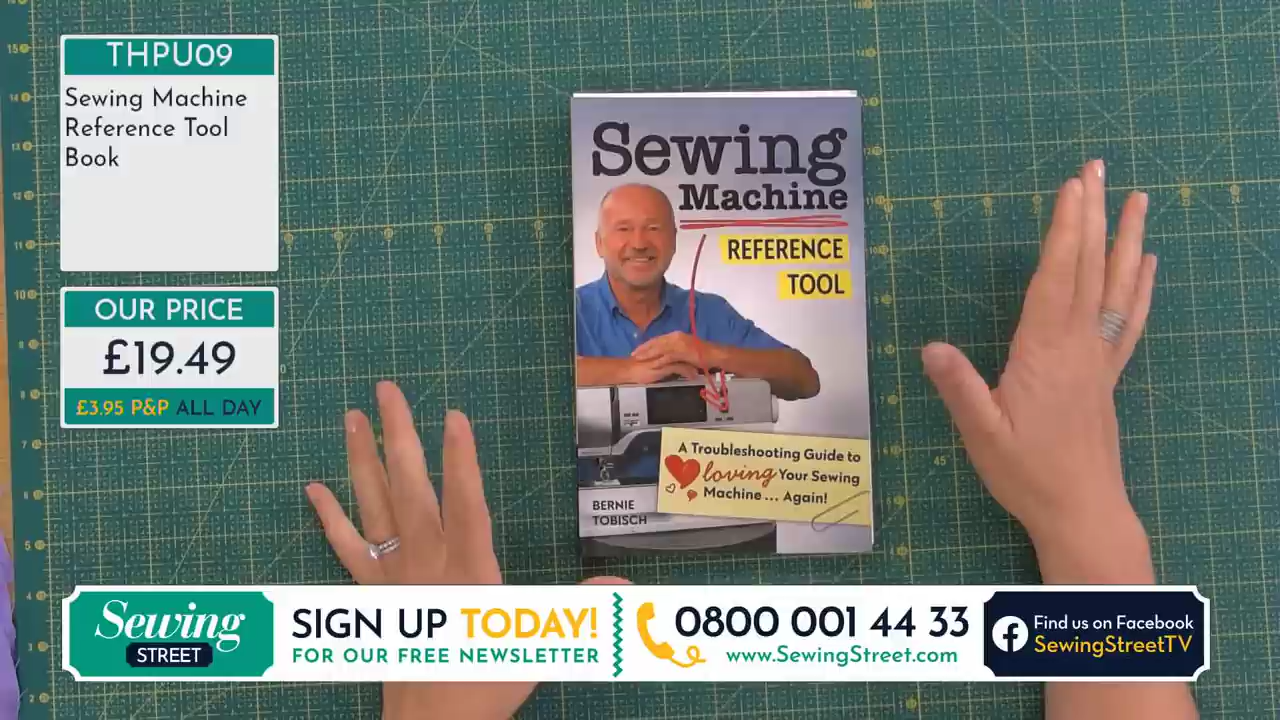 THPU09
Sewing Machine
Reference Tool
Book
OUR PRICE
£19.49
£3.95 P&P ALL DAY
Sewing
Machine
REFERENCE
TOOL
A Troubleshooting Guide to
loving Your Sewing
Machine ... Again!
BERNIE
TOBISCH
45
Sewing
STREET
SIGN UP TODAY!
FOR OUR FREE NEWSLETTER
0800 001 44 33
www.SewingStreet.com
Find us on Facebook
SewingStreetTV